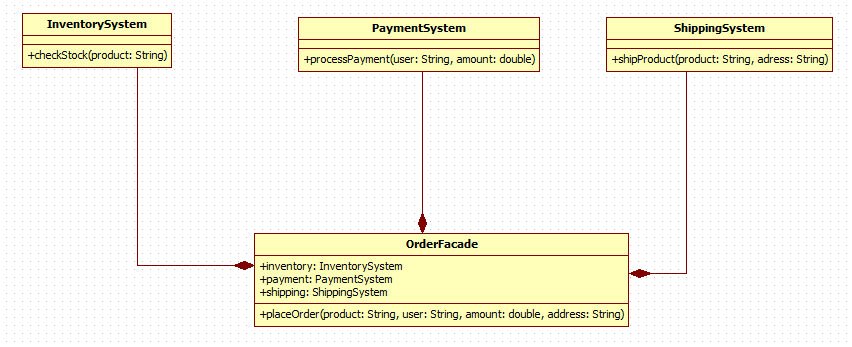 InventorySystem
+checkStock(product: String)
PaymentSystem
+processPayment(user: String, amount: double)
ShippingSystem
+shipProduct(product: String, adress: String)
OrderFacade
+inventory: InventorySystem
+payment: PaymentSystem
+shipping: ShippingSystem
+placeOrder(product: String, user: String, amount: double, address: String)